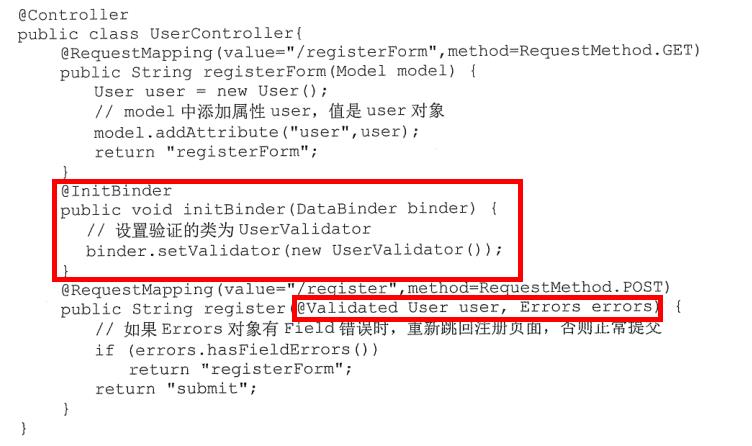 @Controller
public class UserController{
@RequestMapping(value="/registerForm",method=RequestMethod.GET)
public String registerForm(Model model) {
User user = new User();
// model 中添加属性 user，值是 user 对象
model.addAttribute("user",user);
return "registerForm";
}
@InitBinder
public void initBinder(DataBinder binder) {
// 设置验证的类为 UserValidator
binder.setValidator(new UserValidator());
}
@RequestMapping(value="/register",method=RequestMethod.POST)
public String register(@Validated User user, Errors errors) {
// 如果 Errors 对象有 Field 错误时，重新跳回注册页面，否则正常提交
if (errors.hasFieldErrors())
return "registerForm";
return "submit";
}
}